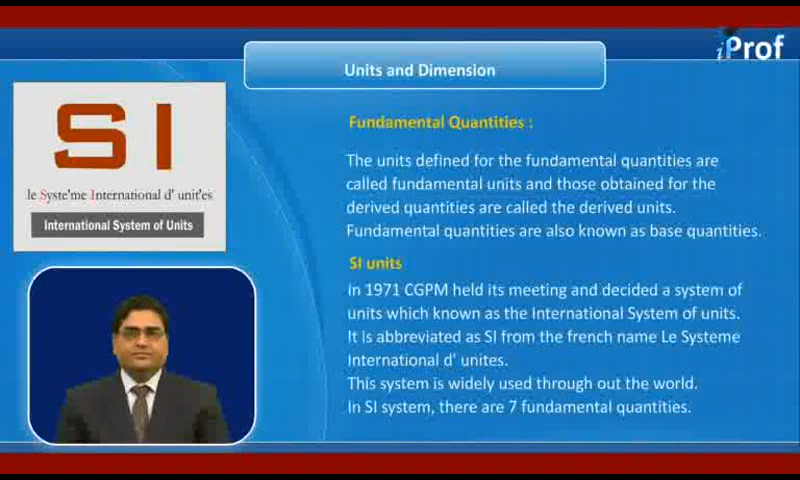 iProf
Units and Dimension
SI
le Syste'me International d' unit'es
International System of Units
Fundamental Quantities :
The units defined for the fundamental quantities are
called fundamental units and those obtained for the
derived quantities are called the derived units.
Fundamental quantities are also known as base quantities.
SI units
In 1971 CGPM held its meeting and decided a system of
units which known as the International System of units.
It is abbreviated as SI from the french name Le Systeme
International d' unites.
This system is widely used through out the world.
In SI system, there are 7 fundamental quantities.